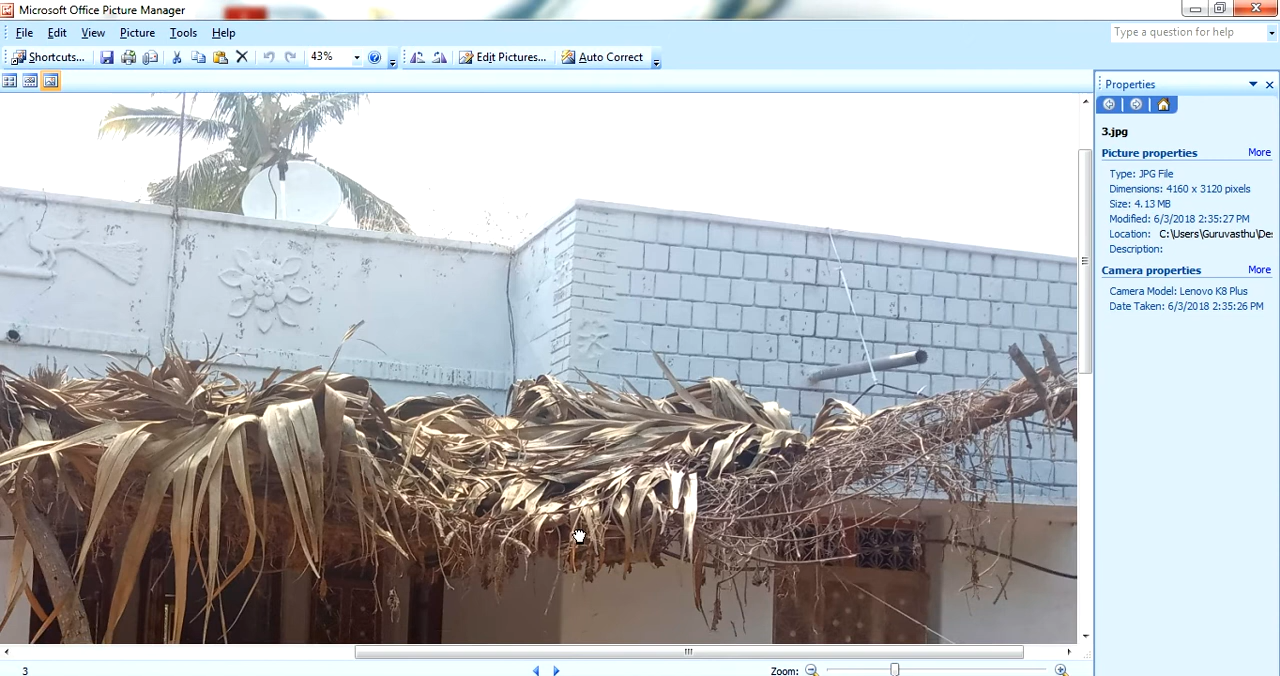 Microsoft Office Picture Manager
File Edit View Picture Tools Help
Type a question for help
Shortcuts... 43% Edit Pictures... Auto Correct
Properties
3.jpg
Picture properties More
Type: JPG File
Dimensions: 4160 x 3120 pixels
Size: 4.13 MB
Modified: 6/3/2018 2:35:27 PM
Location: C:\Users\Guruvasthu\De
Description:
Camera properties More
Camera Model: Lenovo K8 Plus
Date Taken: 6/3/2018 2:35:26 PM
3
Zoom: